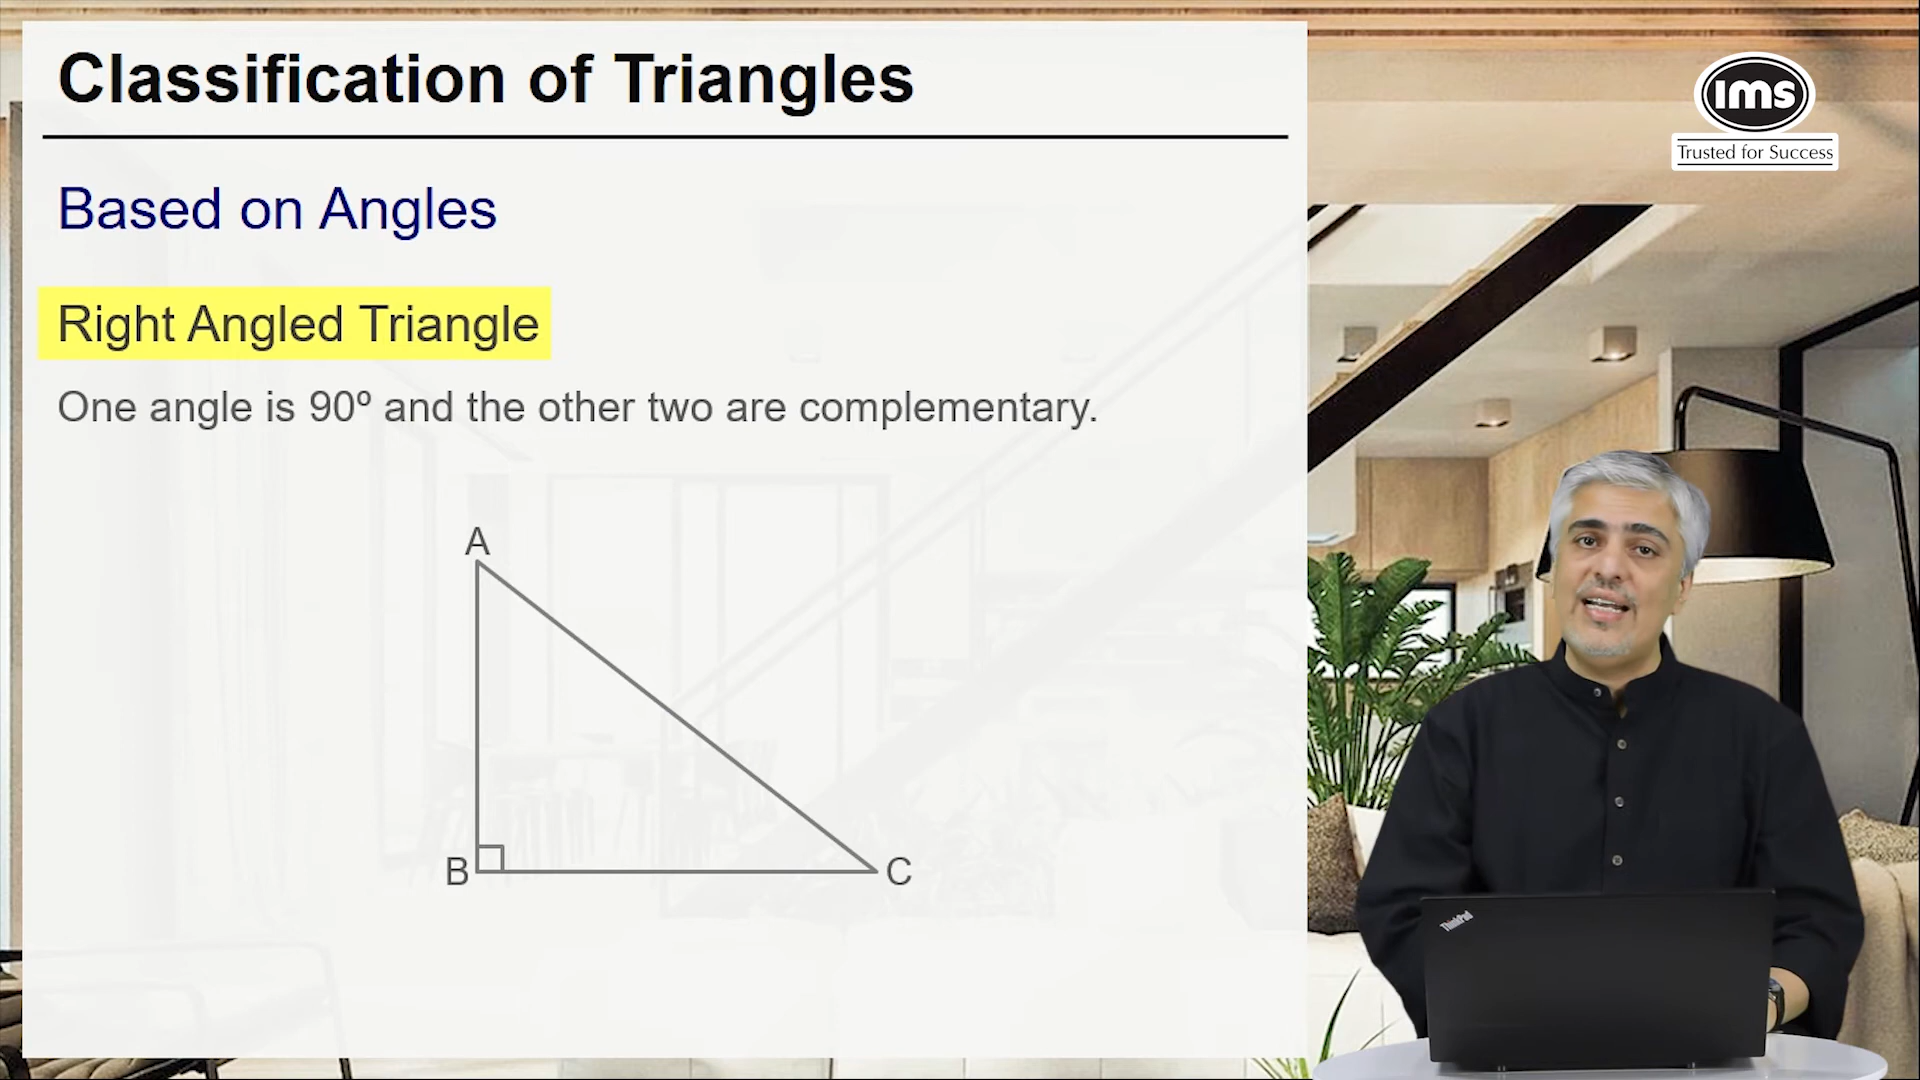 Classification of Triangles
Based on Angles
Right Angled Triangle
One angle is 90º and the other two are complementary.
A
B
C
ims
Trusted for Success
ThinkPad